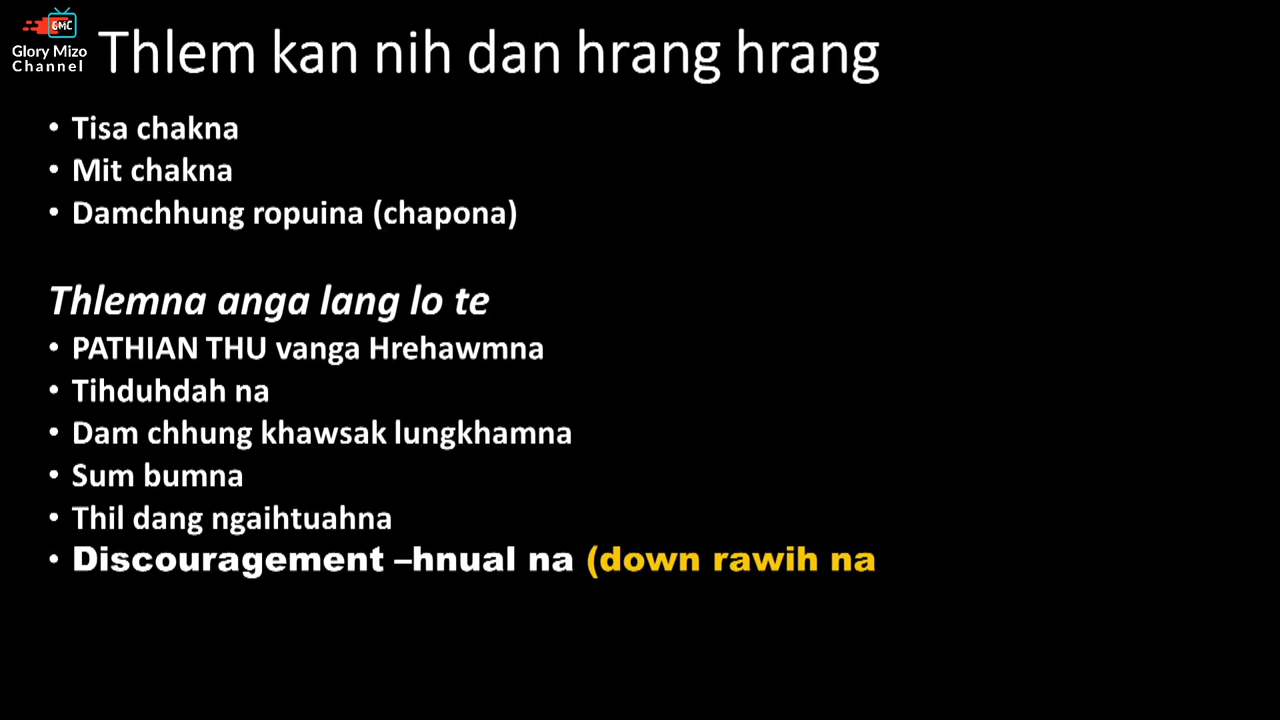 GMC
Glory Mizo
Channel
Thlem kan nih dan hrang hrang
• Tisa chakna
• Mit chakna
• Damchhung ropuina (chapona)
Thlemna anga lang lo te
• PATHIAN THU vanga Hrehawmna
• Tihduhdah na
• Dam chhung khawsak lungkhamna
• Sum bumna
• Thil dang ngaihtuahna
• Discouragement –hnual na (down rawih na